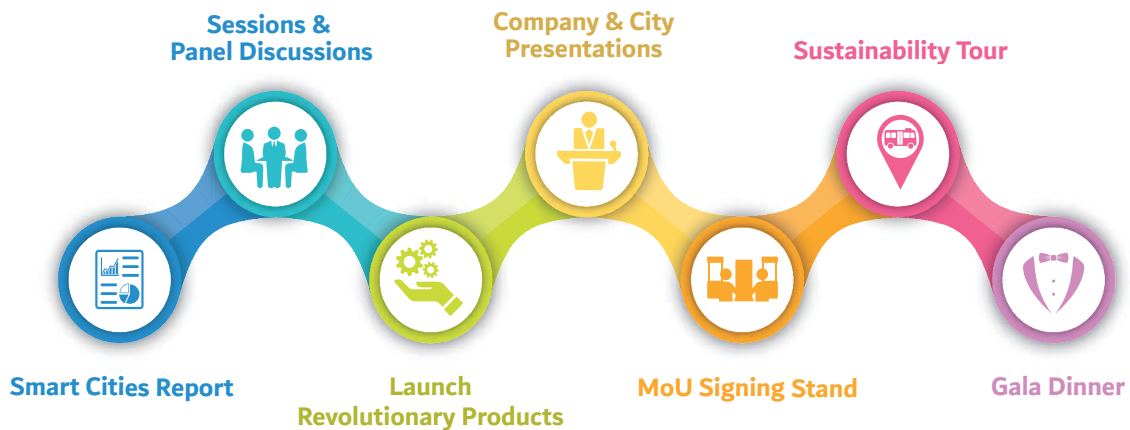 Sessions &
Panel Discussions
Company & City
Presentations
Sustainability Tour
Smart Cities Report
Launch
Revolutionary Products
MoU Signing Stand
Gala Dinner